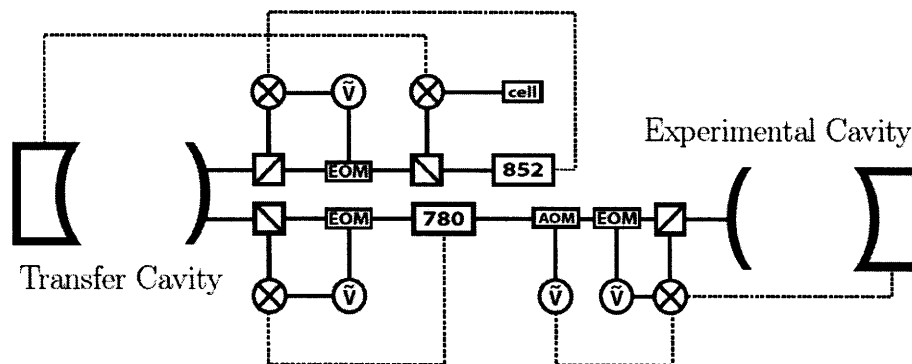 Ṽ
cell
Experimental Cavity
EOM
852
EOM
780
AOM
EOM
Transfer Cavity
Ṽ
Ṽ
Ṽ